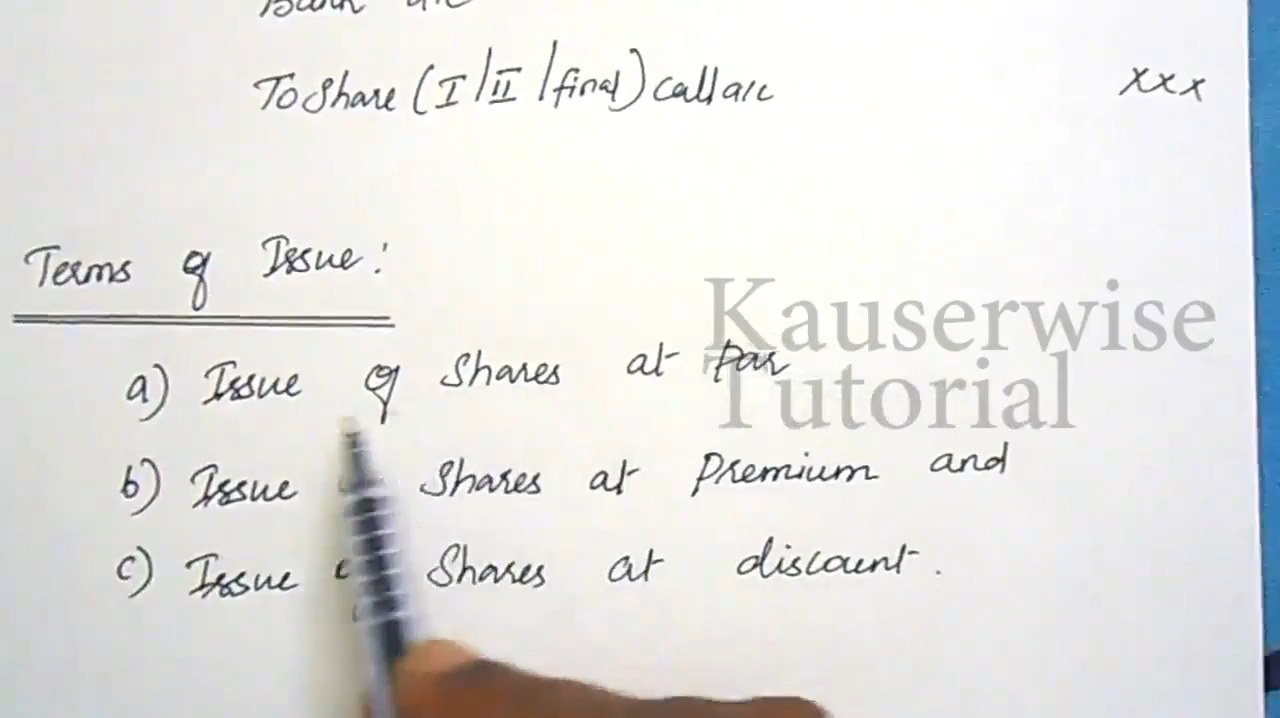 To Share (I/II/final) call a/c xxx
Terms of Issue:
Kauserwise
Tutorial
a) Issue of Shares at par
b) Issue Shares at Premium and
c) Issue Shares at discount.